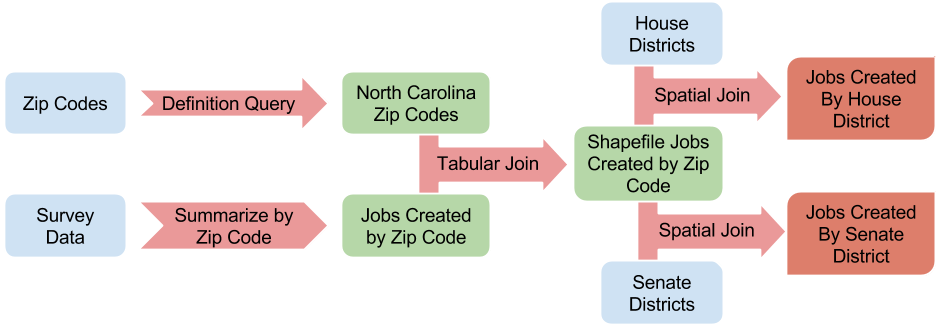 House
Districts
Zip Codes
Definition Query
North Carolina
Zip Codes
Spatial Join
Jobs Created
By House
District
Tabular Join
Shapefile Jobs
Created by Zip
Code
Survey
Data
Summarize by
Zip Code
Jobs Created
by Zip Code
Spatial Join
Jobs Created
By Senate
District
Senate
Districts